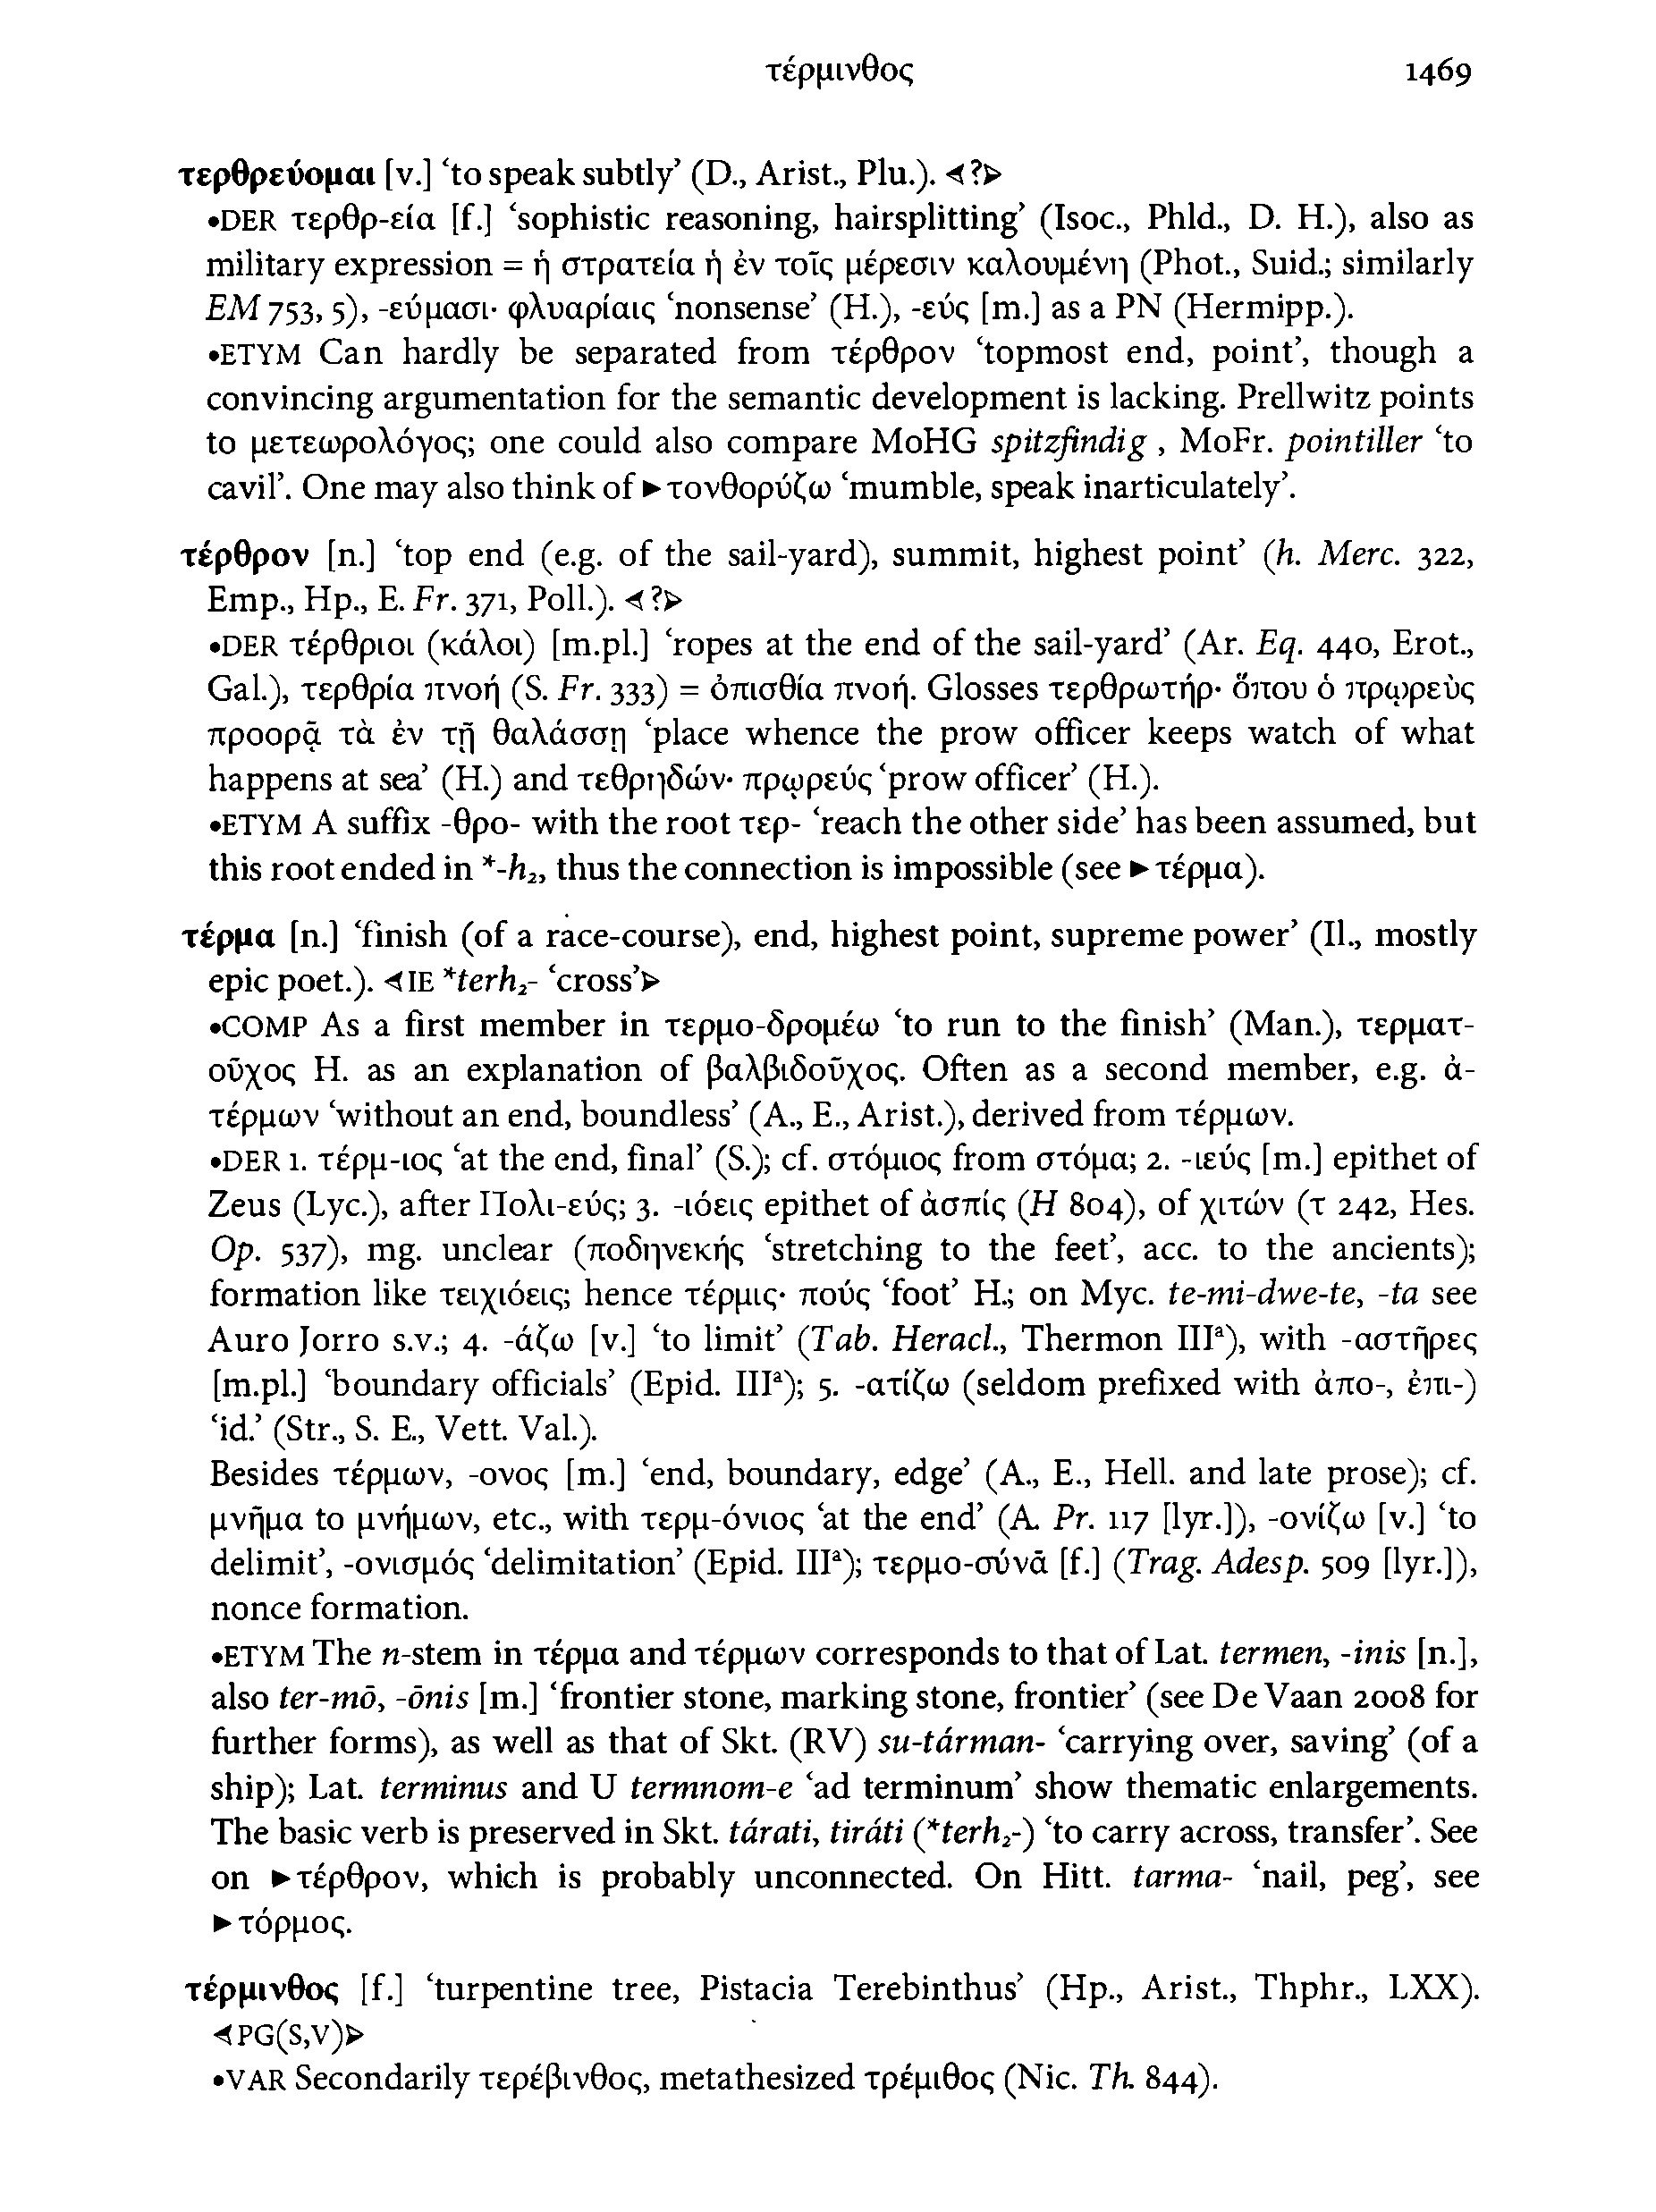 τέρμινθος 1469
τερθρεύομαι [v.] ‘to speak subtly’ (D., Arist., Plu.). ⊲?⊳
•DER τερθρ-εία [f.] ‘sophistic reasoning, hairsplitting’ (Isoc., Phld., D. H.), also as
military expression = ἡ στρατεία ἡ ἐν τοῖς μέρεσιν καλουμένη (Phot., Suid.; similarly
EM 753, 5), -εύμασι· φλυαρίαις ‘nonsense’ (H.), -εύς [m.] as a PN (Hermipp.).
•ETYM Can hardly be separated from τέρθρον ‘topmost end, point’, though a
convincing argumentation for the semantic development is lacking. Prellwitz points
to μετεωρολόγος; one could also compare MoHG spitzfindig , MoFr. pointiller ‘to
cavil’. One may also think of ►τονθορύζω ‘mumble, speak inarticulately’.
τέρθρον [n.] ‘top end (e.g. of the sail-yard), summit, highest point’ (h. Merc. 322,
Emp., Hp., E. Fr. 371, Poll.). ⊲?⊳
•DER τέρθριοι (κάλοι) [m.pl.] ‘ropes at the end of the sail-yard’ (Ar. Eq. 440, Erot.,
Gal.), τερθρία πνοή (S. Fr. 333) = ὀπισθία πνοή. Glosses τερθρωτήρ· ὅπου ὁ πρῳρεὺς
προορᾷ τὰ ἐν τῇ θαλάσσῃ ‘place whence the prow officer keeps watch of what
happens at sea’ (H.) and τεθρηδών· πρῳρεύς ‘prow officer’ (H.).
•ETYM A suffix -θρο- with the root τερ- ‘reach the other side’ has been assumed, but
this root ended in *-h₂, thus the connection is impossible (see ►τέρμα).
τέρμα [n.] ‘finish (of a race-course), end, highest point, supreme power’ (Il., mostly
epic poet.). ⊲IE *terh₂- ‘cross’⊳
•COMP As a first member in τερμο-δρομέω ‘to run to the finish’ (Man.), τερματ-
οῦχος H. as an explanation of βαλβιδοῦχος. Often as a second member, e.g. ἀ-
τέρμων ‘without an end, boundless’ (A., E., Arist.), derived from τέρμων.
•DER 1. τέρμ-ιος ‘at the end, final’ (S.); cf. στόμιος from στόμα; 2. -ιεύς [m.] epithet of
Zeus (Lyc.), after Πολι-εύς; 3. -ιόεις epithet of ἀσπίς (Η 804), of χιτών (τ 242, Hes.
Op. 537), mg. unclear (ποδηνεκής ‘stretching to the feet’, acc. to the ancients);
formation like τειχιόεις; hence τέρμις· πούς ‘foot’ H.; on Myc. te-mi-dwe-te, -ta see
Auro Jorro s.v.; 4. -άζω [v.] ‘to limit’ (Tab. Heracl., Thermon IIIª), with -αστῆρες
[m.pl.] ‘boundary officials’ (Epid. IIIª); 5. -ατίζω (seldom prefixed with ἀπο-, ἐπι-)
‘id.’ (Str., S. E., Vett. Val.).
Besides τέρμων, -ονος [m.] ‘end, boundary, edge’ (A., E., Hell. and late prose); cf.
μνῆμα to μνήμων, etc., with τερμ-όνιος ‘at the end’ (A. Pr. 117 [lyr.]), -ονίζω [v.] ‘to
delimit’, -ονισμός ‘delimitation’ (Epid. IIIª); τερμο-σύνᾱ [f.] (Trag. Adesp. 509 [lyr.]),
nonce formation.
•ETYM The n-stem in τέρμα and τέρμων corresponds to that of Lat. termen, -inis [n.],
also ter-mō, -ōnis [m.] ‘frontier stone, marking stone, frontier’ (see De Vaan 2008 for
further forms), as well as that of Skt. (RV) su-tárman- ‘carrying over, saving’ (of a
ship); Lat. terminus and U termnom-e ‘ad terminum’ show thematic enlargements.
The basic verb is preserved in Skt. tárati, tiráti (*terh₂-) ‘to carry across, transfer’. See
on ►τέρθρον, which is probably unconnected. On Hitt. tarma- ‘nail, peg’, see
►τόρμος.
τέρμινθος [f.] ‘turpentine tree, Pistacia Terebinthus’ (Hp., Arist., Thphr., LXX).
⊲PG(S,V)⊳
•VAR Secondarily τερέβινθος, metathesized τρέμιθος (Nic. Th. 844).